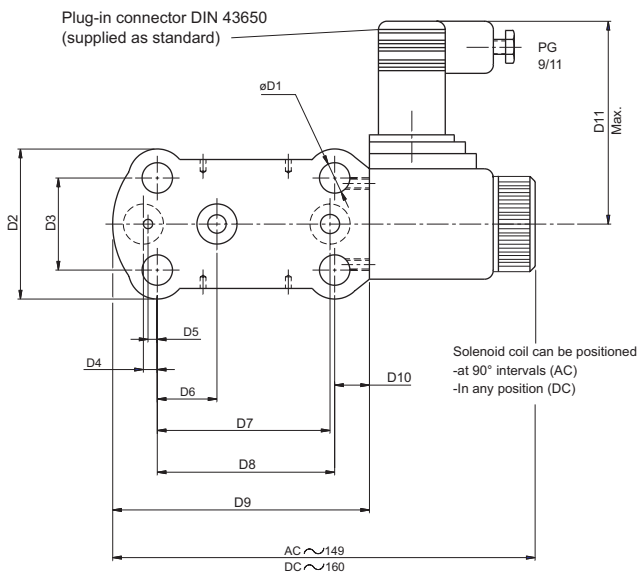 Plug-in connector DIN 43650
(supplied as standard)
PG
9/11
øD1
D11
Max.
D2
D3
D5
D4
D6
D10
D7
D8
D9
Solenoid coil can be positioned
-at 90° intervals (AC)
-In any position (DC)
AC ~149
DC ~160